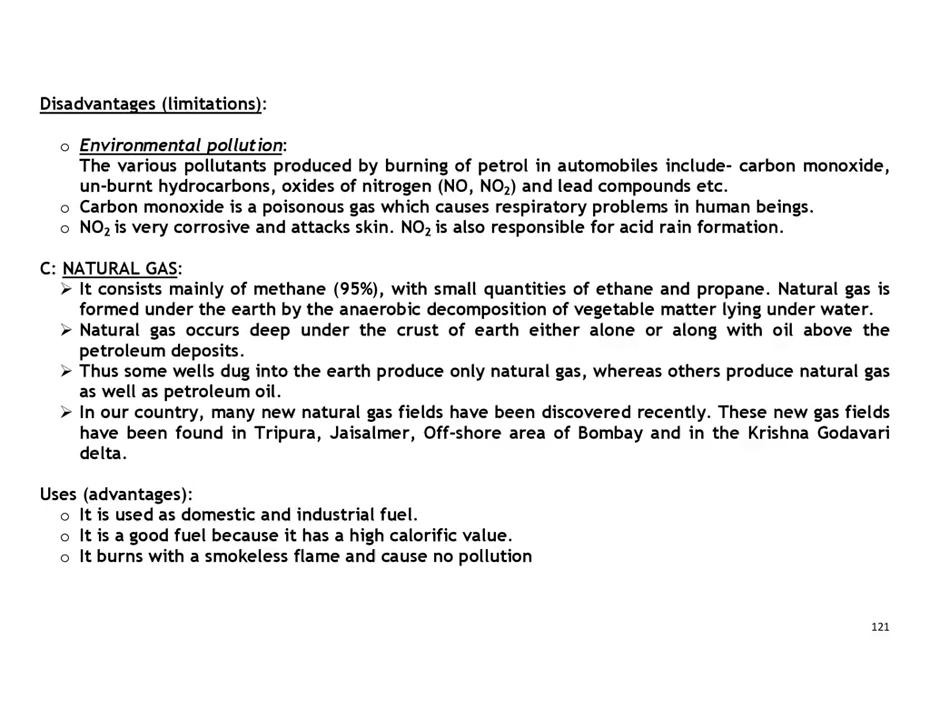 Disadvantages (limitations):
o Environmental pollution:
The various pollutants produced by burning of petrol in automobiles include- carbon monoxide,
un-burnt hydrocarbons, oxides of nitrogen (NO, NO₂) and lead compounds etc.
o Carbon monoxide is a poisonous gas which causes respiratory problems in human beings.
o NO₂ is very corrosive and attacks skin. NO₂ is also responsible for acid rain formation.
C: NATURAL GAS:
➢ It consists mainly of methane (95%), with small quantities of ethane and propane. Natural gas is
formed under the earth by the anaerobic decomposition of vegetable matter lying under water.
➢ Natural gas occurs deep under the crust of earth either alone or along with oil above the
petroleum deposits.
➢ Thus some wells dug into the earth produce only natural gas, whereas others produce natural gas
as well as petroleum oil.
➢ In our country, many new natural gas fields have been discovered recently. These new gas fields
have been found in Tripura, Jaisalmer, Off-shore area of Bombay and in the Krishna Godavari
delta.
Uses (advantages):
o It is used as domestic and industrial fuel.
o It is a good fuel because it has a high calorific value.
o It burns with a smokeless flame and cause no pollution
121